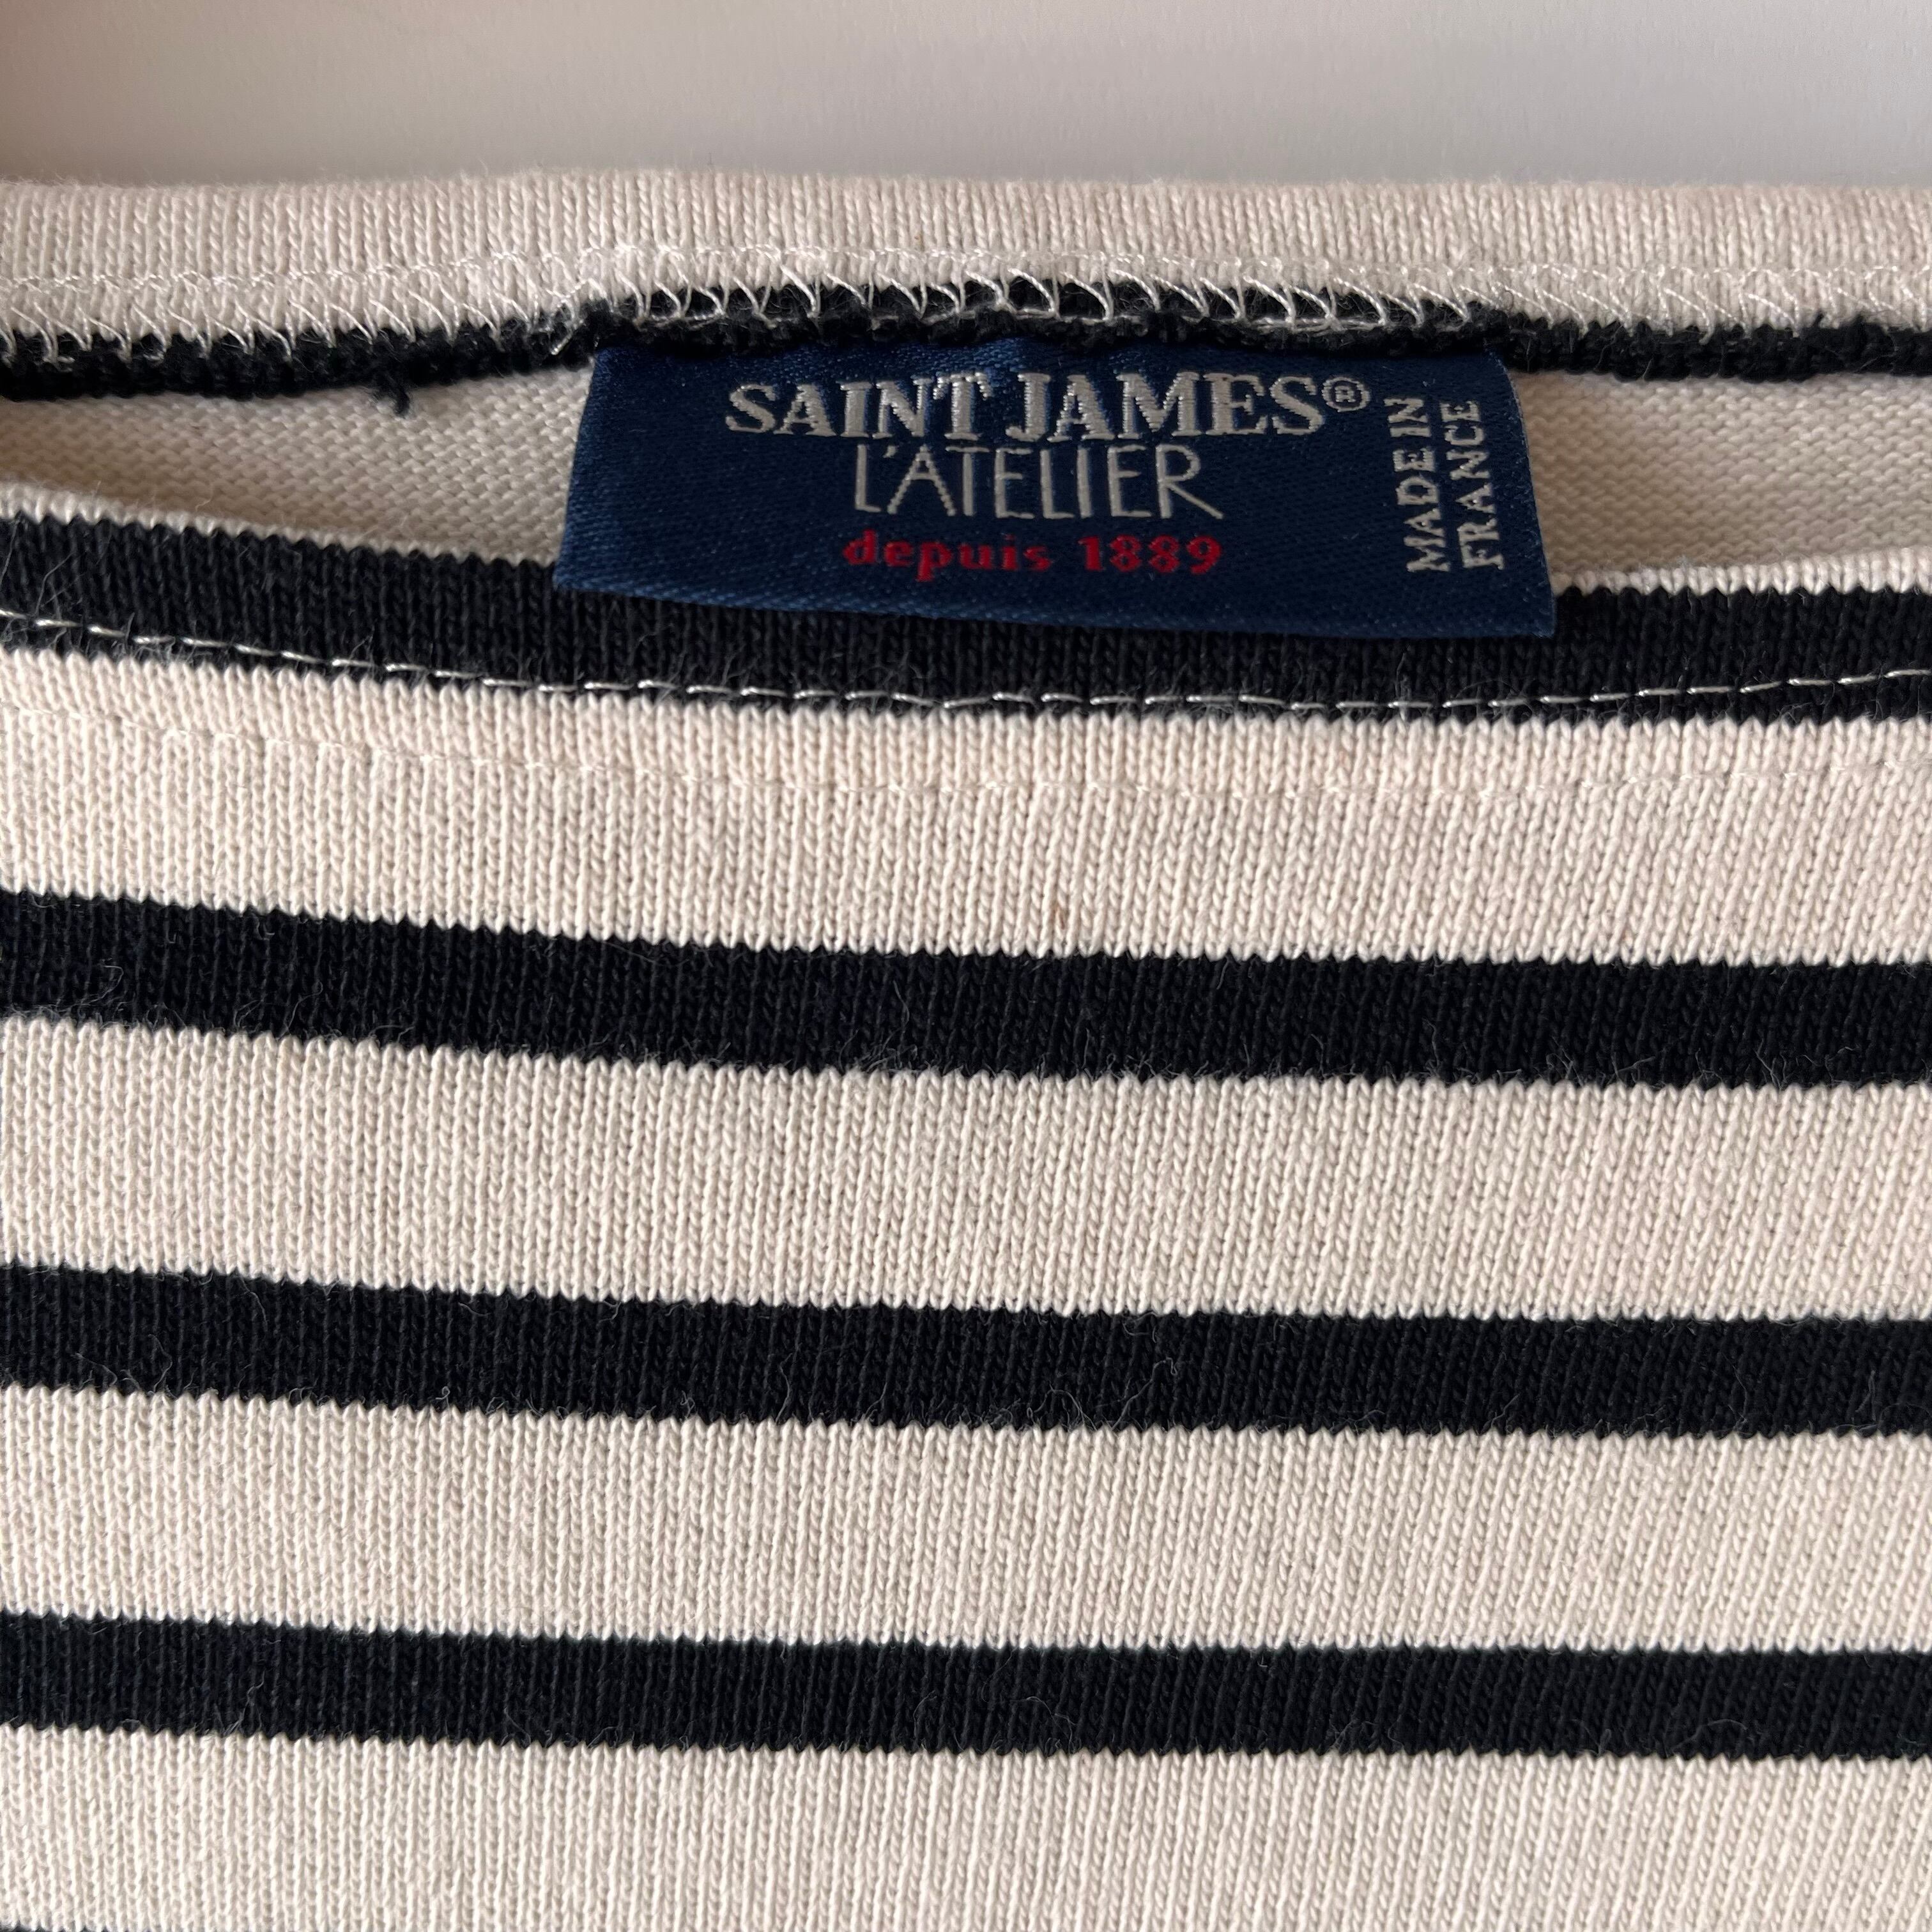 SAINT JAMES®
L'ATELIER
depuis 1889
MADE IN
FRANCE